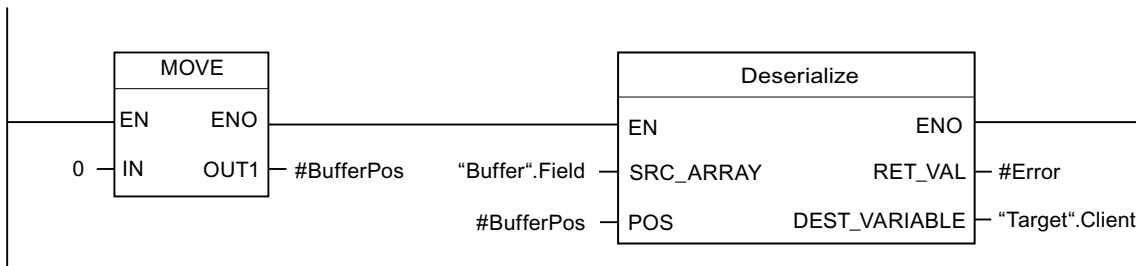 MOVE
Deserialize
EN ENO
EN ENO
0 IN OUT1 #BufferPos
"Buffer“.Field SRC_ARRAY RET_VAL #Error
#BufferPos POS DEST_VARIABLE “Target“.Client